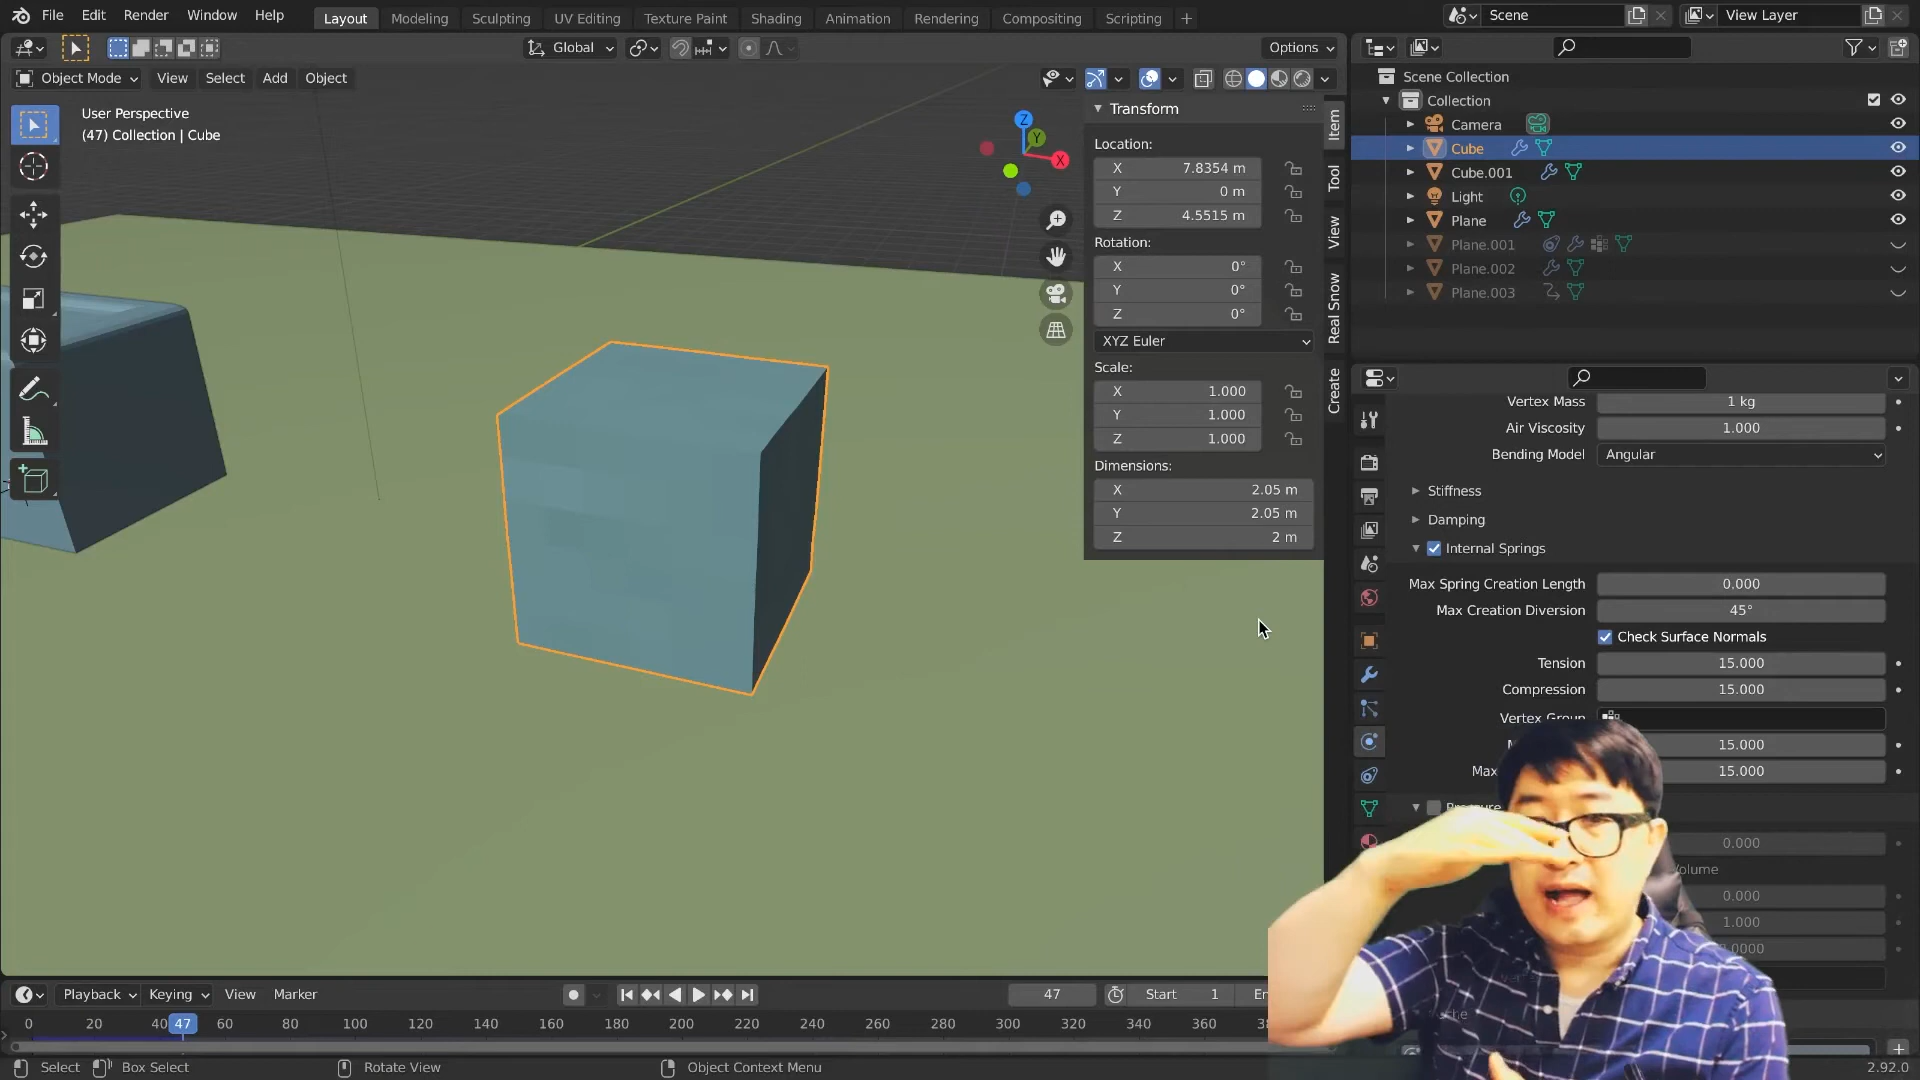 File Edit Render Window Help Layout Modeling Sculpting UV Editing Texture Paint Shading Animation Rendering Compositing Scripting + Scene View Layer
Global Options
Object Mode View Select Add Object
User Perspective
(47) Collection | Cube
Z
Y
X
Transform
Location:
X 7.8354 m
Y 0 m
Z 4.5515 m
Rotation:
X 0°
Y 0°
Z 0°
XYZ Euler
Scale:
X 1.000
Y 1.000
Z 1.000
Dimensions:
X 2.05 m
Y 2.05 m
Z 2 m
Item
Tool
View
Real Snow
Create
Scene Collection
Collection
Camera
Cube
Cube.001
Light
Plane
Plane.001
Plane.002
Plane.003
Vertex Mass 1 kg
Air Viscosity 1.000
Bending Model Angular
Stiffness
Damping
Internal Springs
Max Spring Creation Length 0.000
Max Creation Diversion 45°
Check Surface Normals
Tension 15.000
Compression 15.000
Vertex Group
15.000
Max 15.000
0.000
Volume
0.000
1.000
Playback Keying View Marker 47 Start 1
0 20 40 47 60 80 100 120 140 160 180 200 220 240 260 280 300 320 340 360
Select Box Select Rotate View Object Context Menu 2.92.0